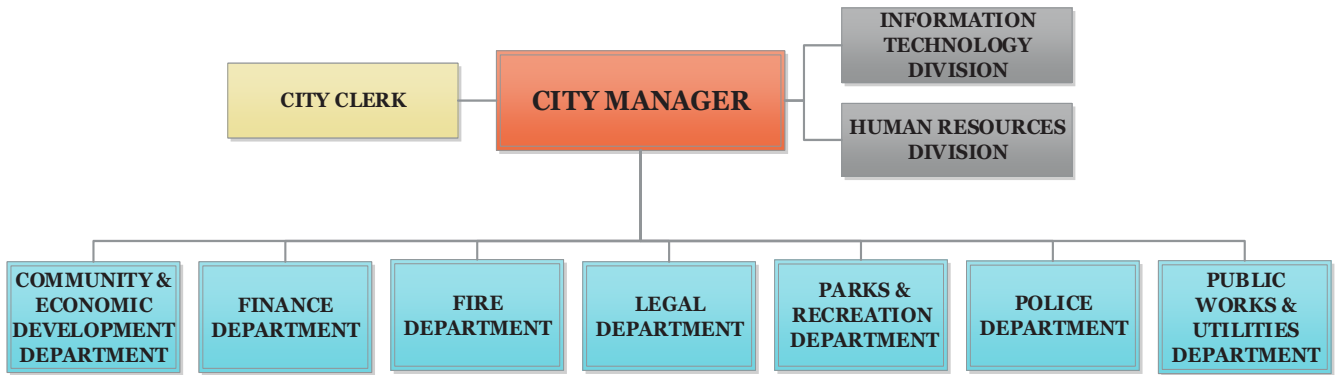 CITY CLERK
CITY MANAGER
INFORMATION
TECHNOLOGY
DIVISION
HUMAN RESOURCES
DIVISION
COMMUNITY &
ECONOMIC
DEVELOPMENT
DEPARTMENT
FINANCE
DEPARTMENT
FIRE
DEPARTMENT
LEGAL
DEPARTMENT
PARKS &
RECREATION
DEPARTMENT
POLICE
DEPARTMENT
PUBLIC
WORKS &
UTILITIES
DEPARTMENT